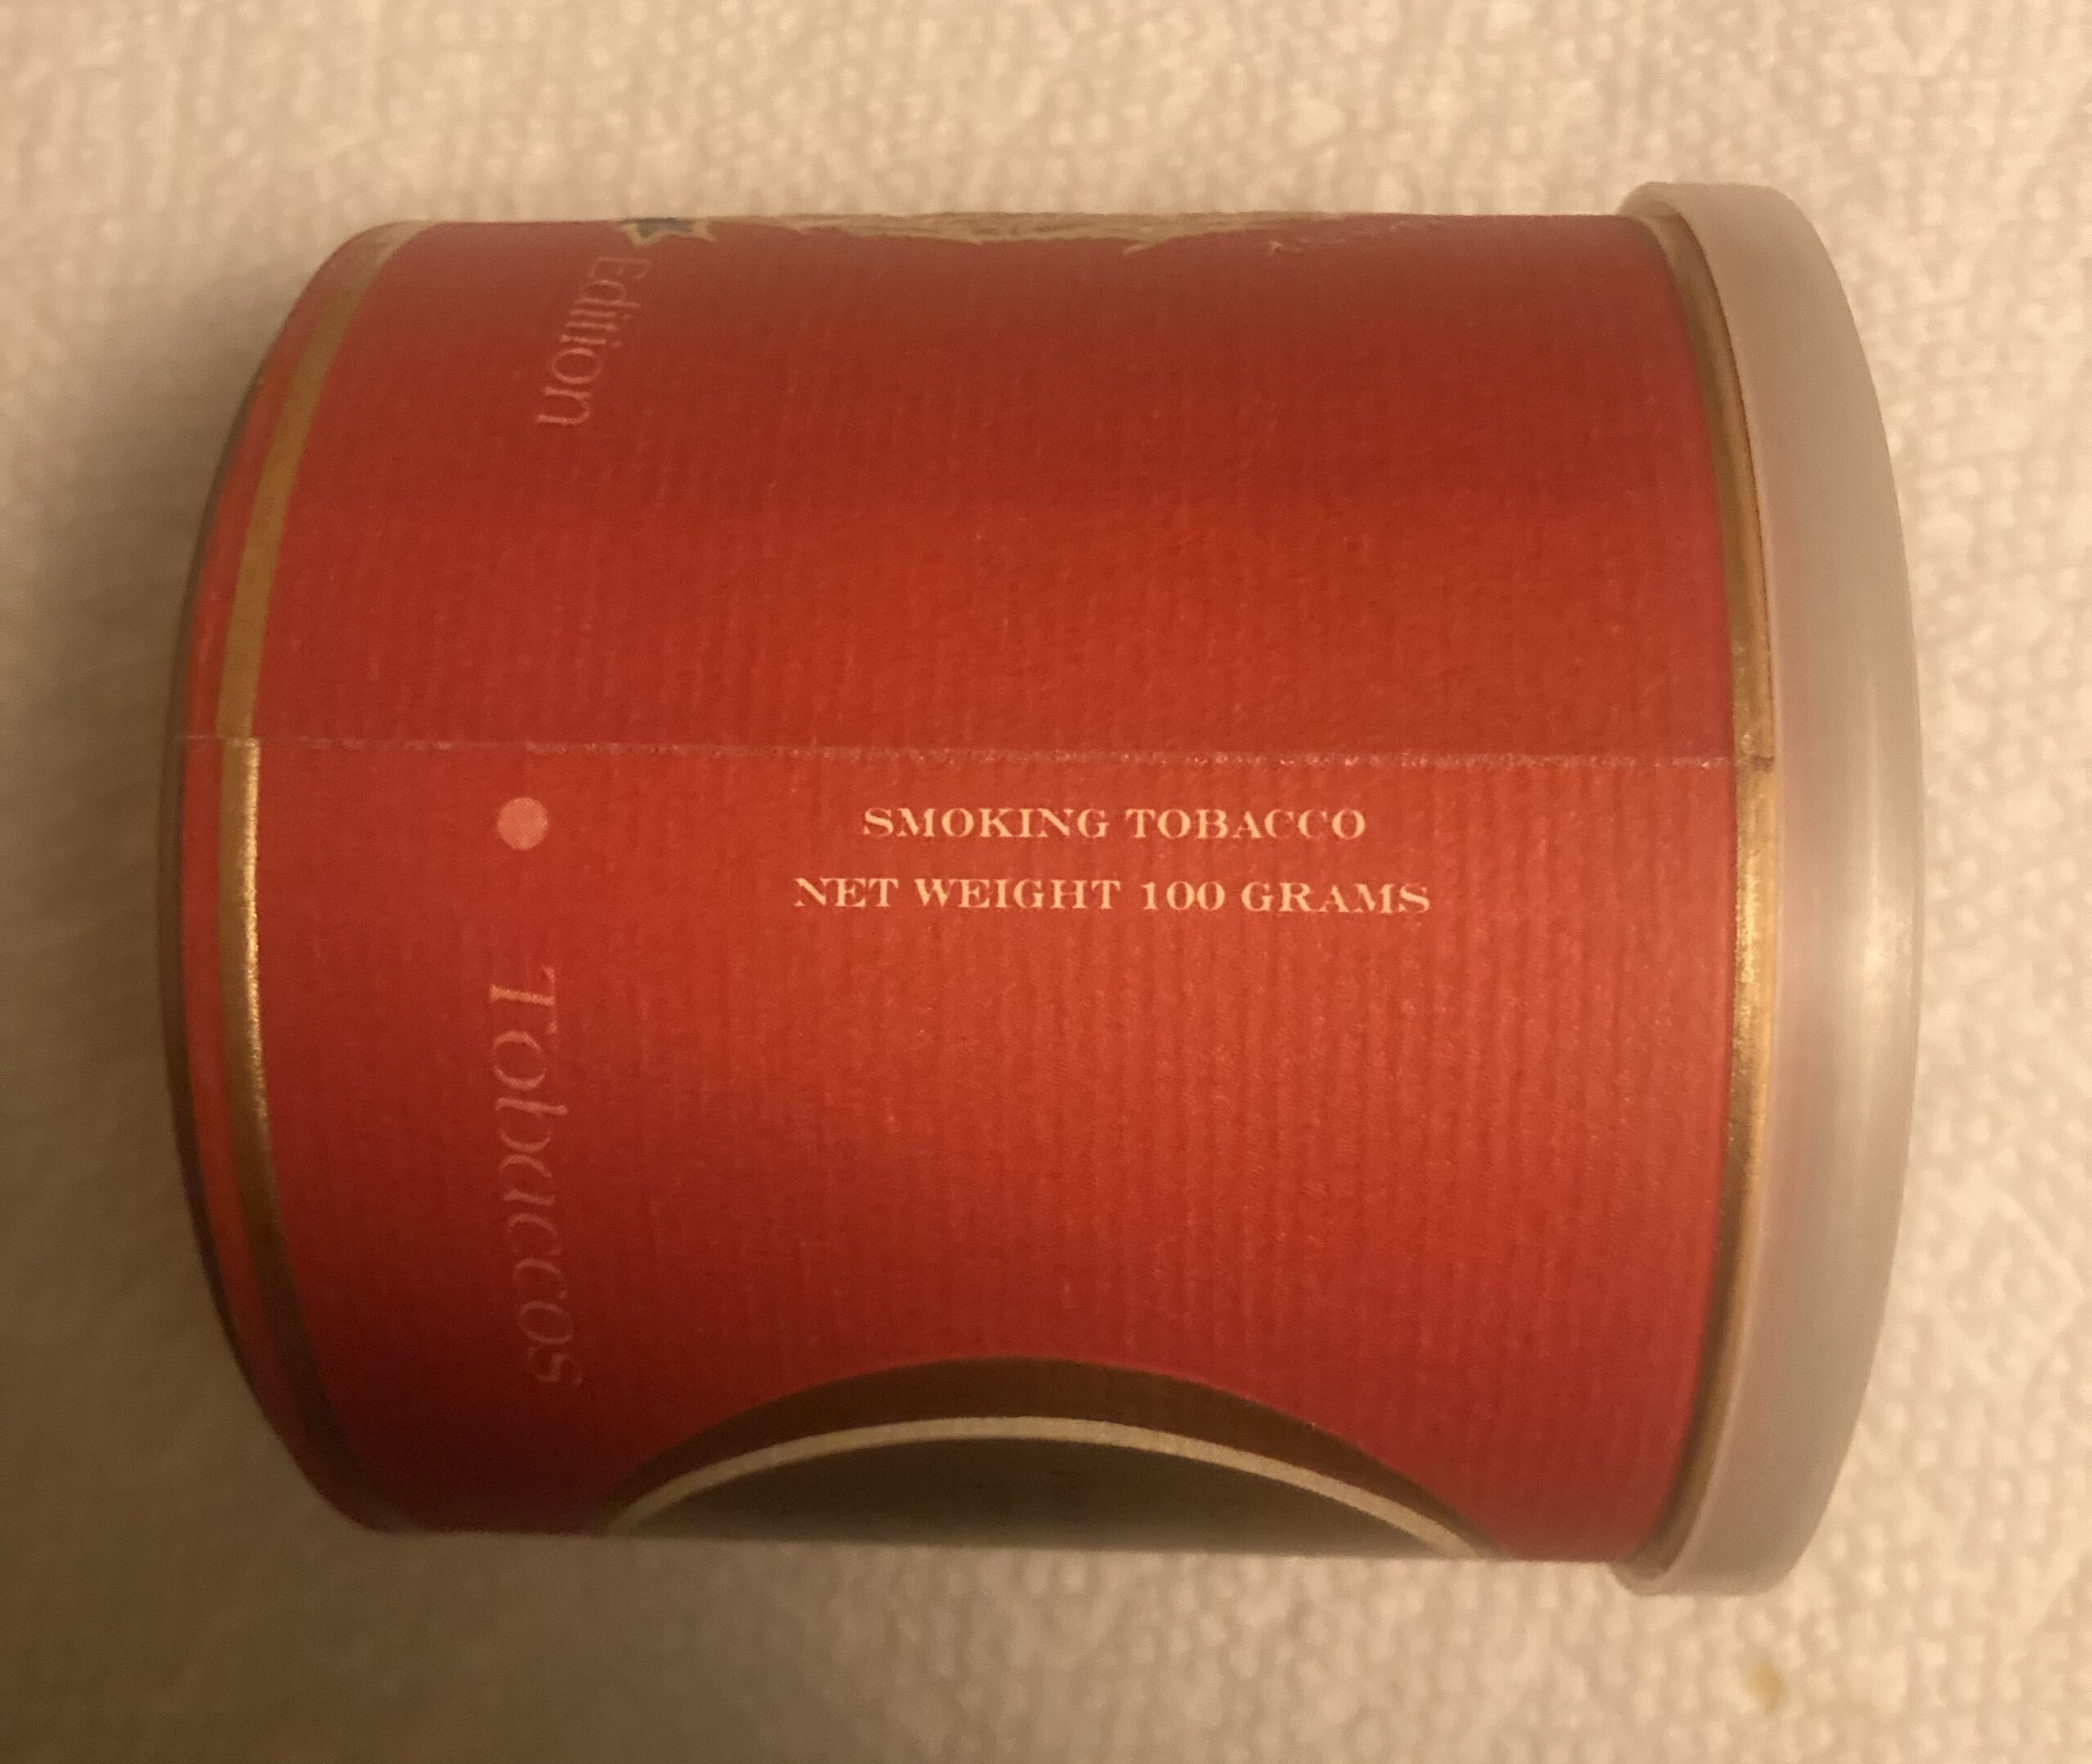 Edition
SMOKING TOBACCO
NET WEIGHT 100 GRAMS
Tobaccos